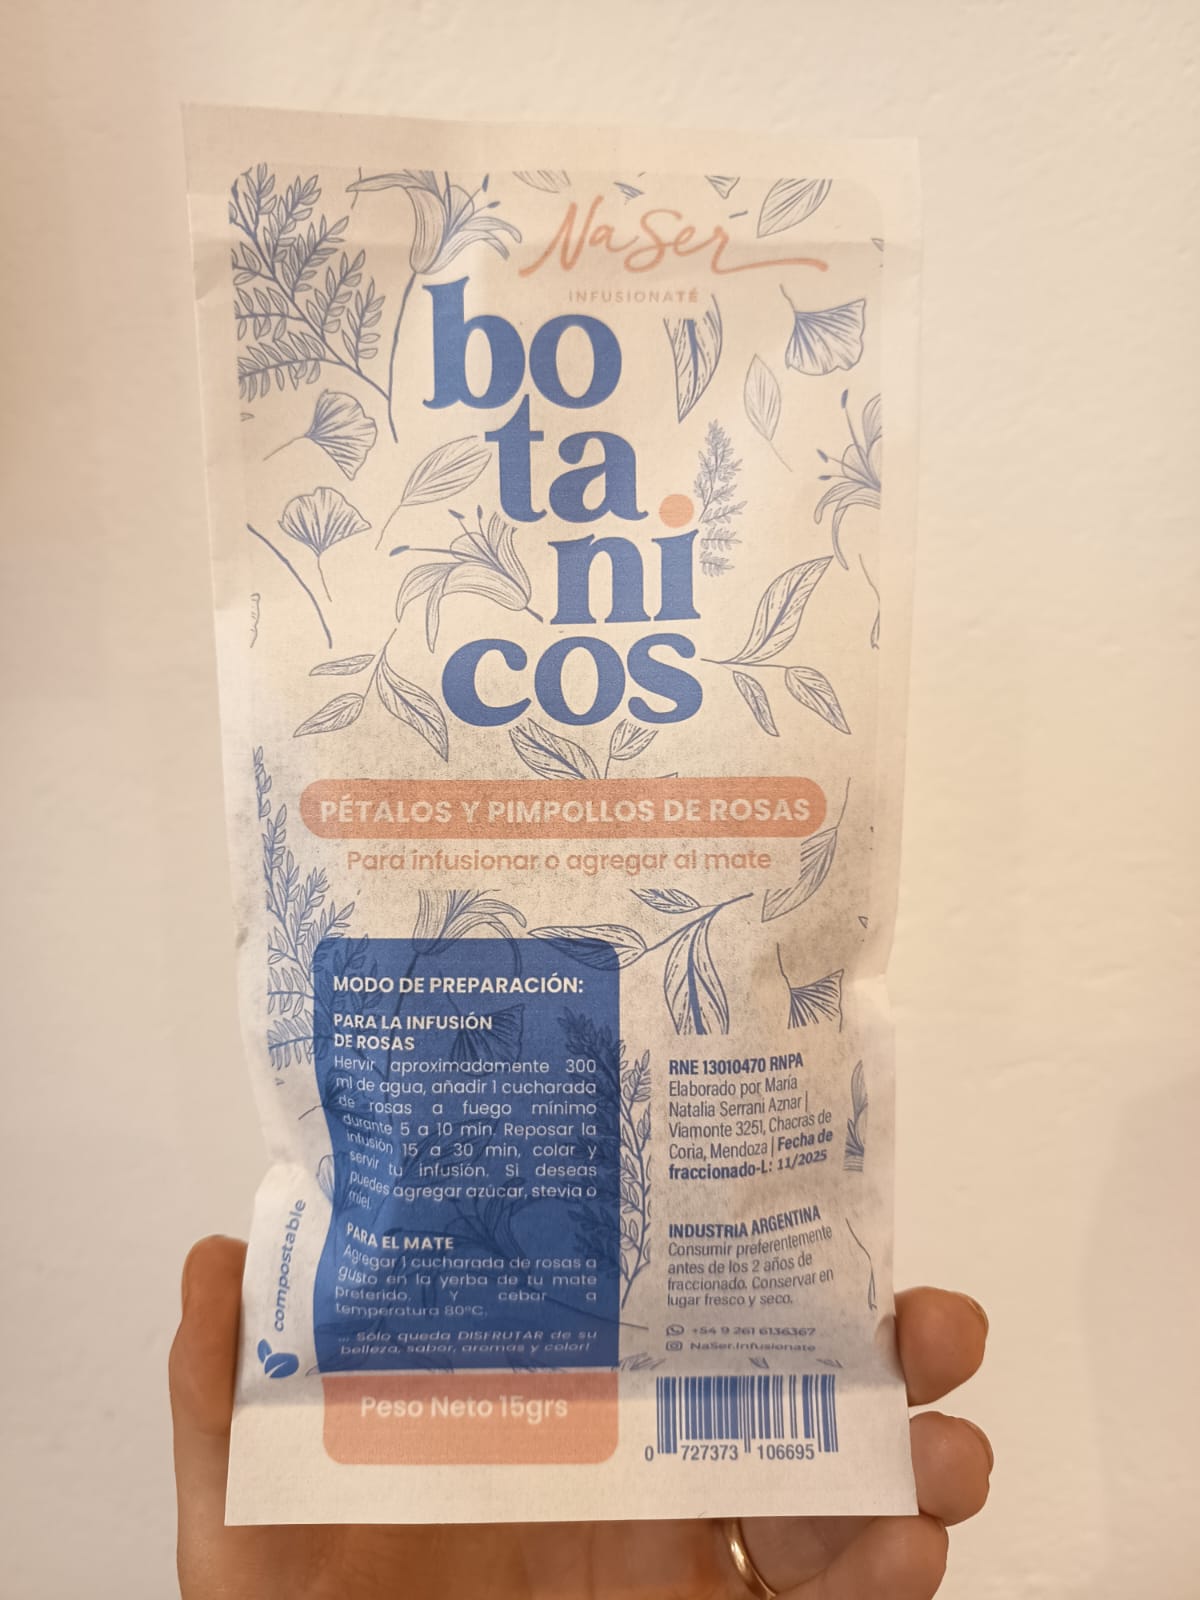 NaSer
INFUSIONATÉ
bo
ta
ni
cos
PÉTALOS Y PIMPOLLOS DE ROSAS
Para infusionar o agregar al mate
MODO DE PREPARACIÓN:
PARA LA INFUSIÓN
DE ROSAS
Hervir aproximadamente 300
ml de agua, añadir 1 cucharada
de rosas a fuego mínimo
durante 5 a 10 min. Reposar la
infusión 15 a 30 min, colar y
servir tu infusión. Si deseas
puedes agregar azúcar, stevia o
miel.
PARA EL MATE
Agregar 1 cucharada de rosas a
gusto en la yerba de tu mate
preferido. Y cebar a
temperatura 80°C.
... Solo queda DISFRUTAR de su
belleza, sabor, aromas y color!
compostable
Peso Neto 15grs
RNE 13010470 RNPA
Elaborado por María
Natalia Serrani Aznar |
Viamonte 3251, Chacras de
Coria, Mendoza | Fecha de
fraccionado-L: 11/2025
INDUSTRIA ARGENTINA
Consumir preferentemente
antes de los 2 años de
fraccionado. Conservar en
lugar fresco y seco.
+54 9 261 6136367
NaSer.Infusionate
0 727373 106695